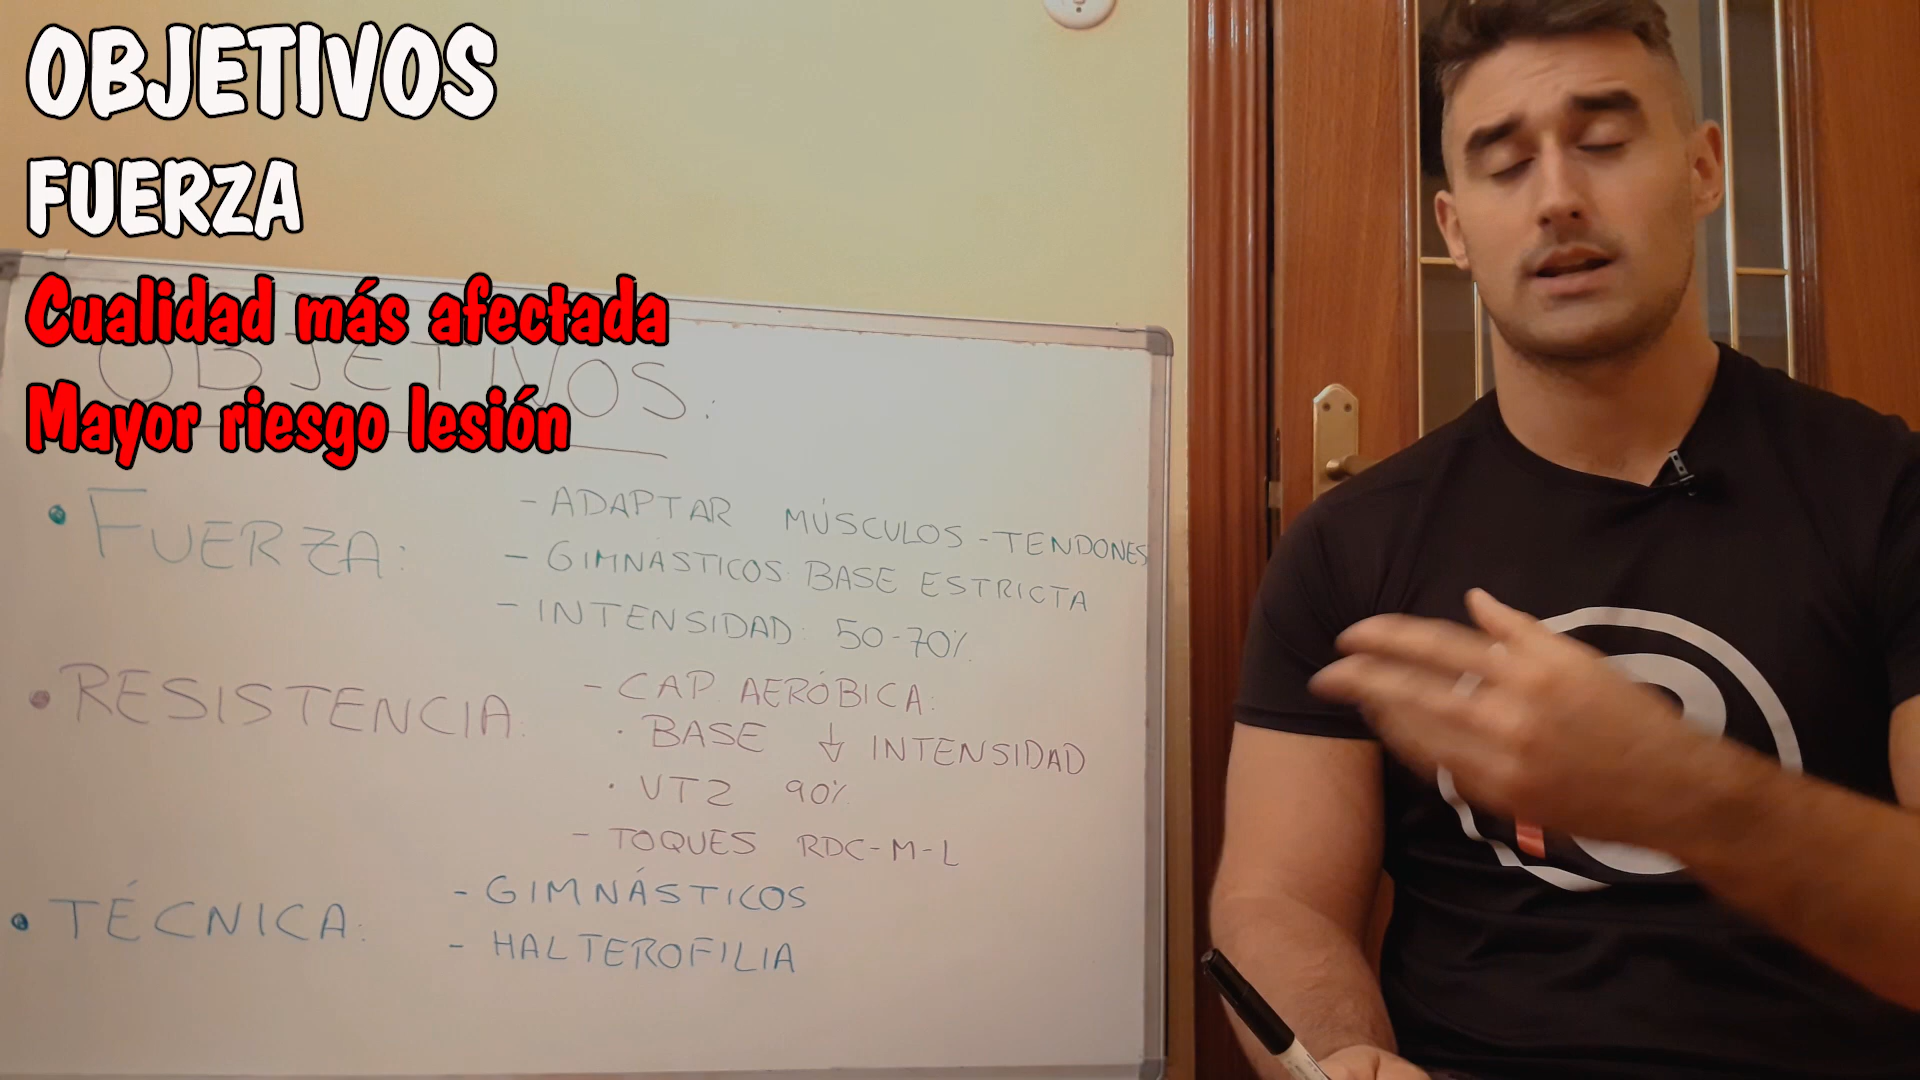 OBJETIVOS
FUERZA
Cualidad más afectada
Mayor riesgo lesión
OBJETIVOS:
• FUERZA: - ADAPTAR MÚSCULOS - TENDONES
- GIMNÁSTICOS: BASE ESTRICTA
- INTENSIDAD: 50-70%
• RESISTENCIA: - CAP. AERÓBICA:
· BASE ↓ INTENSIDAD
· VT2 90%
- TOQUES RDC-M-L
• TÉCNICA: - GIMNÁSTICOS
- HALTEROFILIA